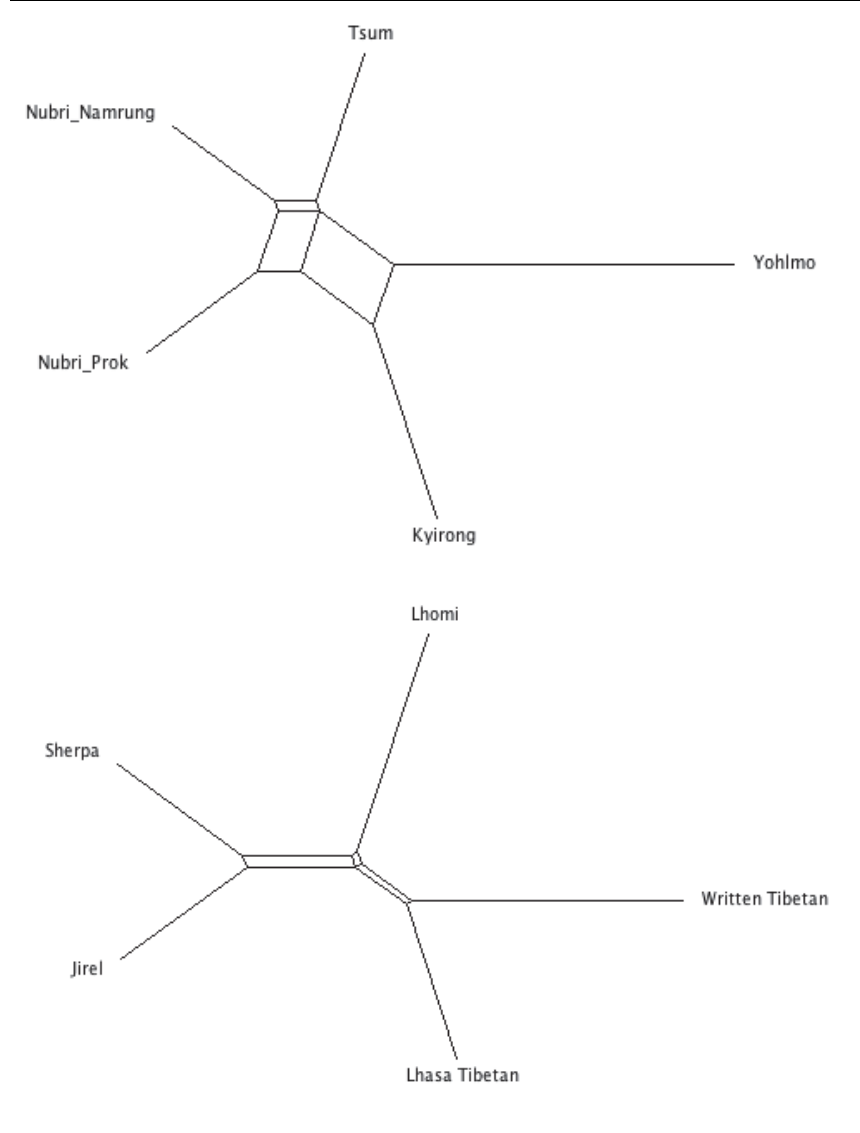 Tsum
Nubri_Namrung
Yohlmo
Nubri_Prok
Kyirong
Lhomi
Sherpa
Written Tibetan
Jirel
Lhasa Tibetan